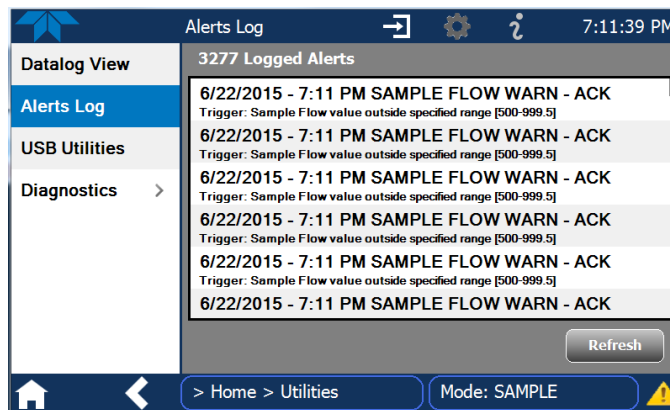 Alerts Log
7:11:39 PM
Datalog View
Alerts Log
USB Utilities
Diagnostics
3277 Logged Alerts
6/22/2015 - 7:11 PM SAMPLE FLOW WARN - ACK
Trigger: Sample Flow value outside specified range [500-999.5]
6/22/2015 - 7:11 PM SAMPLE FLOW WARN - ACK
Trigger: Sample Flow value outside specified range [500-999.5]
6/22/2015 - 7:11 PM SAMPLE FLOW WARN - ACK
Trigger: Sample Flow value outside specified range [500-999.5]
6/22/2015 - 7:11 PM SAMPLE FLOW WARN - ACK
Trigger: Sample Flow value outside specified range [500-999.5]
6/22/2015 - 7:11 PM SAMPLE FLOW WARN - ACK
Trigger: Sample Flow value outside specified range [500-999.5]
6/22/2015 - 7:11 PM SAMPLE FLOW WARN - ACK
Refresh
> Home > Utilities
Mode: SAMPLE